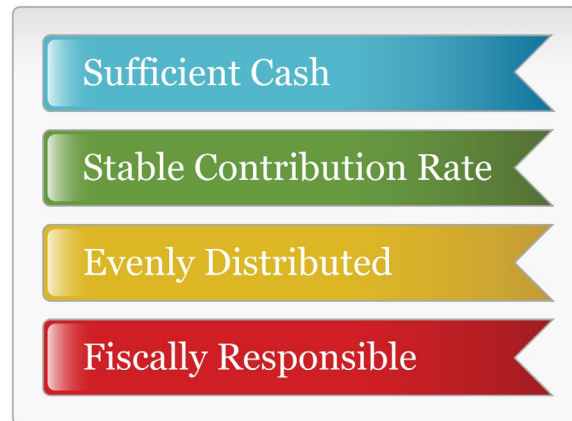 Sufficient Cash
Stable Contribution Rate
Evenly Distributed
Fiscally Responsible